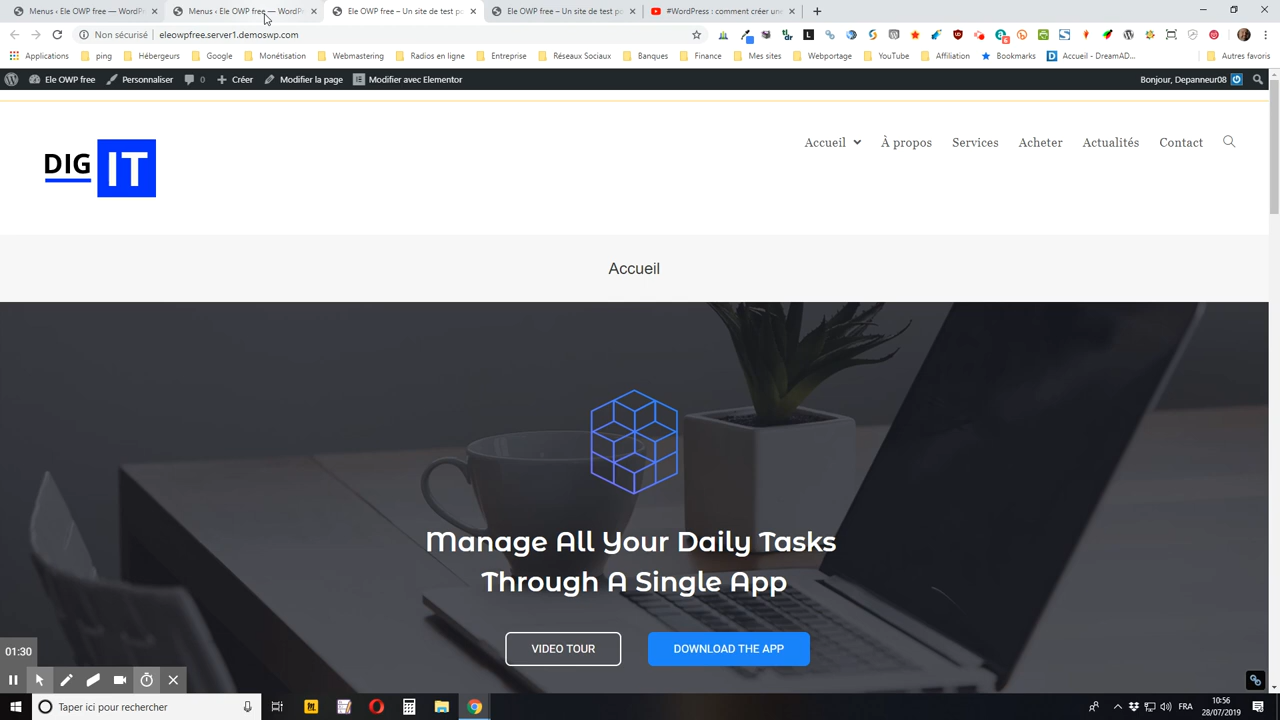 Menus ‹ Ele OWP free — WordPr
Menus ‹ Ele OWP free — WordPr
Ele OWP free – Un site de test po
Ele OWP free – Un site de test po
#WordPress : comment créer une
Non sécurisé
eleowpfree.server1.demoswp.com
Applications
ping
Hébergeurs
Google
Monétisation
Webmastering
Radios en ligne
Entreprise
Réseaux Sociaux
Banques
Finance
Mes sites
Webportage
YouTube
Affiliation
Bookmarks
Accueil - DreamAD...
Autres favoris
Ele OWP free
Personnaliser
0
Créer
Modifier la page
Modifier avec Elementor
Bonjour, Depanneur08
DIG IT
Accueil
À propos
Services
Acheter
Actualités
Contact
Accueil
Manage All Your Daily Tasks
Through A Single App
VIDEO TOUR
DOWNLOAD THE APP
01:30
Taper ici pour rechercher
FRA
10:56
28/07/2019